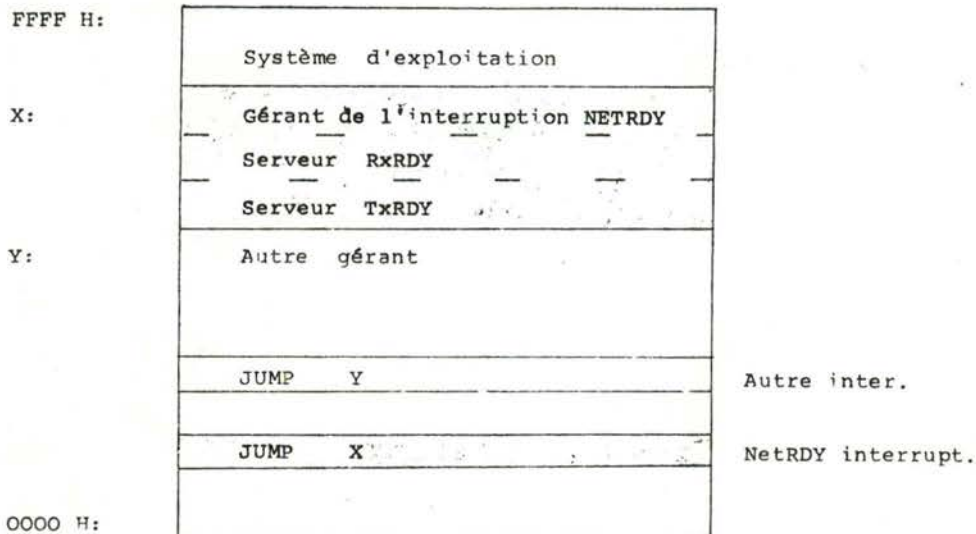 FFFF H:
Système d'exploitation
X: Gérant de l'interruption NETRDY
Serveur RxRDY
Serveur TxRDY
Y: Autre gérant
JUMP Y Autre inter.
JUMP X NetRDY interrupt.
0000 H: